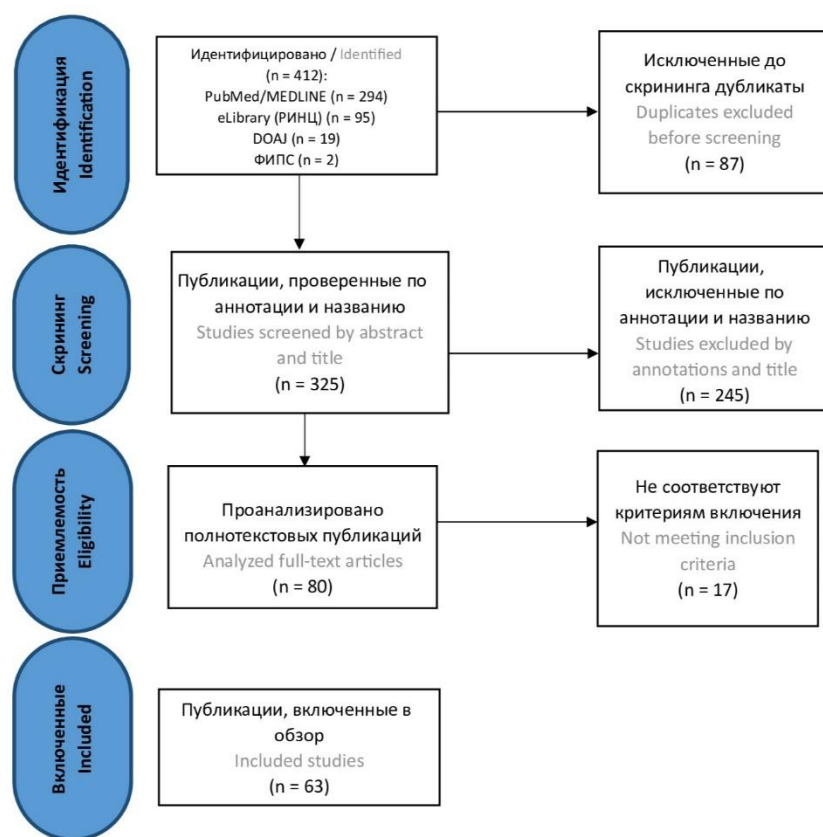 Идентификация
Identification
Идентифицировано / Identified
(n = 412):
PubMed/MEDLINE (n = 294)
eLibrary (РИНЦ) (n = 95)
DOAJ (n = 19)
ФИПС (n = 2)
Исключенные до
скрининга дубликаты
Duplicates excluded
before screening
(n = 87)
Скрининг
Screening
Публикации, проверенные по
аннотации и названию
Studies screened by abstract
and title
(n = 325)
Публикации,
исключенные по
аннотации и названию
Studies excluded by
annotations and title
(n = 245)
Приемлемость
Eligibility
Проанализировано
полнотекстовых публикаций
Analyzed full-text articles
(n = 80)
Не соответствуют
критериям включения
Not meeting inclusion
criteria
(n = 17)
Включенные
Included
Публикации, включенные в
обзор
Included studies
(n = 63)